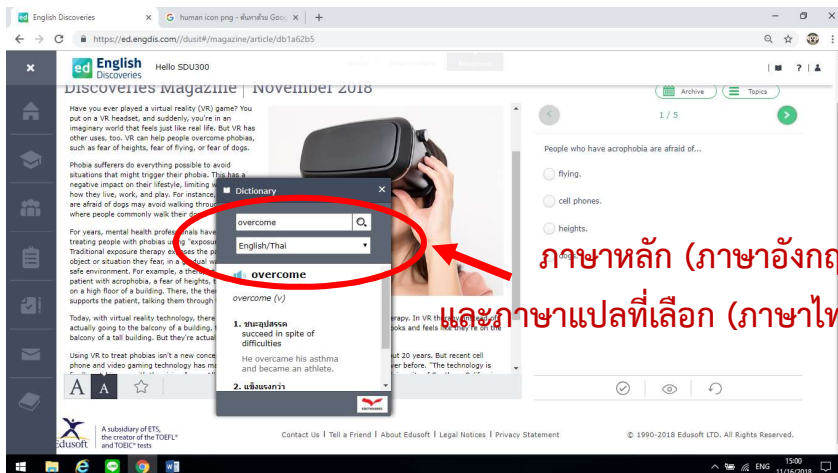 English Discoveries
human icon png - ค้นหาด้วย Goo
https://ed.engdis.com//dusit#/magazine/article/db1a62b5
ed English Discoveries
Hello SDU300
?
Discoveries Magazine | November 2018
Archive
Topics
Have you ever played a virtual reality (VR) game? You
put on a VR headset, and suddenly, you're in an
imaginary world that feels just like real life. But VR has
other uses, too. VR can help people overcome phobias,
such as fear of heights, fear of flying, or fear of dogs.
Phobia sufferers do everything possible to avoid
situations that might trigger their phobia. This has a
negative impact on their lifestyle, limiting
how they live, work, and play. For instance,
are afraid of dogs may avoid walking
where people commonly walk their
For years, mental health professionals have
treating people with phobias using "exposure
Traditional exposure therapy exposes the
object or situation they fear, in a gradual
safe environment. For example, a
patient with acrophobia, a fear of heights,
on a high floor of a building. There, the
supports the patient, talking them through
Today, with virtual reality technology, there
actually going to the balcony of a building,
balcony of a tall building. But they're actual
Using VR to treat phobias isn't a new
phone and video gaming technology has
erapy. In VR
ooks and feels like they're on the
ut 20 years. But recent cell
ver before. "The technology is
Dictionary
overcome
English/Thai
overcome
overcome (v)
1. ชนะอุปสรรค
succeed in spite of
difficulties
He overcame his asthma
and became an athlete.
2. แข็งแรงกว่า
1 / 5
People who have acrophobia are afraid of...
flying.
cell phones.
heights.
dogs.
ภาษาหลัก (ภาษาอังกฤ
และภาษาแปลที่เลือก (ภาษาไท
A A
Edusoft
A subsidiary of ETS,
the creator of the TOEFL®
and TOEIC® tests
Contact Us | Tell a Friend | About Edusoft | Legal Notices | Privacy Statement
© 1990-2018 Edusoft LTD. All Rights Reserved.
ENG
15:00
11/16/2018